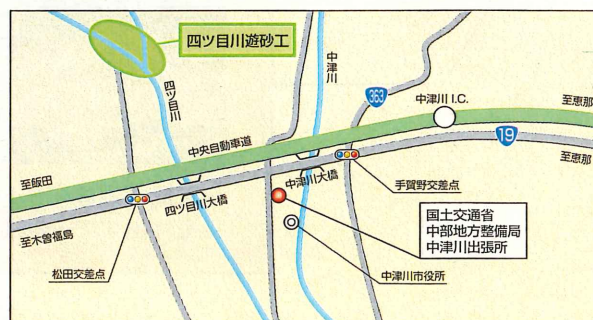 四ツ目川遊砂工
四ツ目川
中津川
363
中津川 I.C.
至恵那
19
至恵那
中央自動車道
至飯田
至木曽福島
四ツ目川大橋
中津川大橋
手賀野交差点
松田交差点
国土交通省
中部地方整備局
中津川出張所
中津川市役所